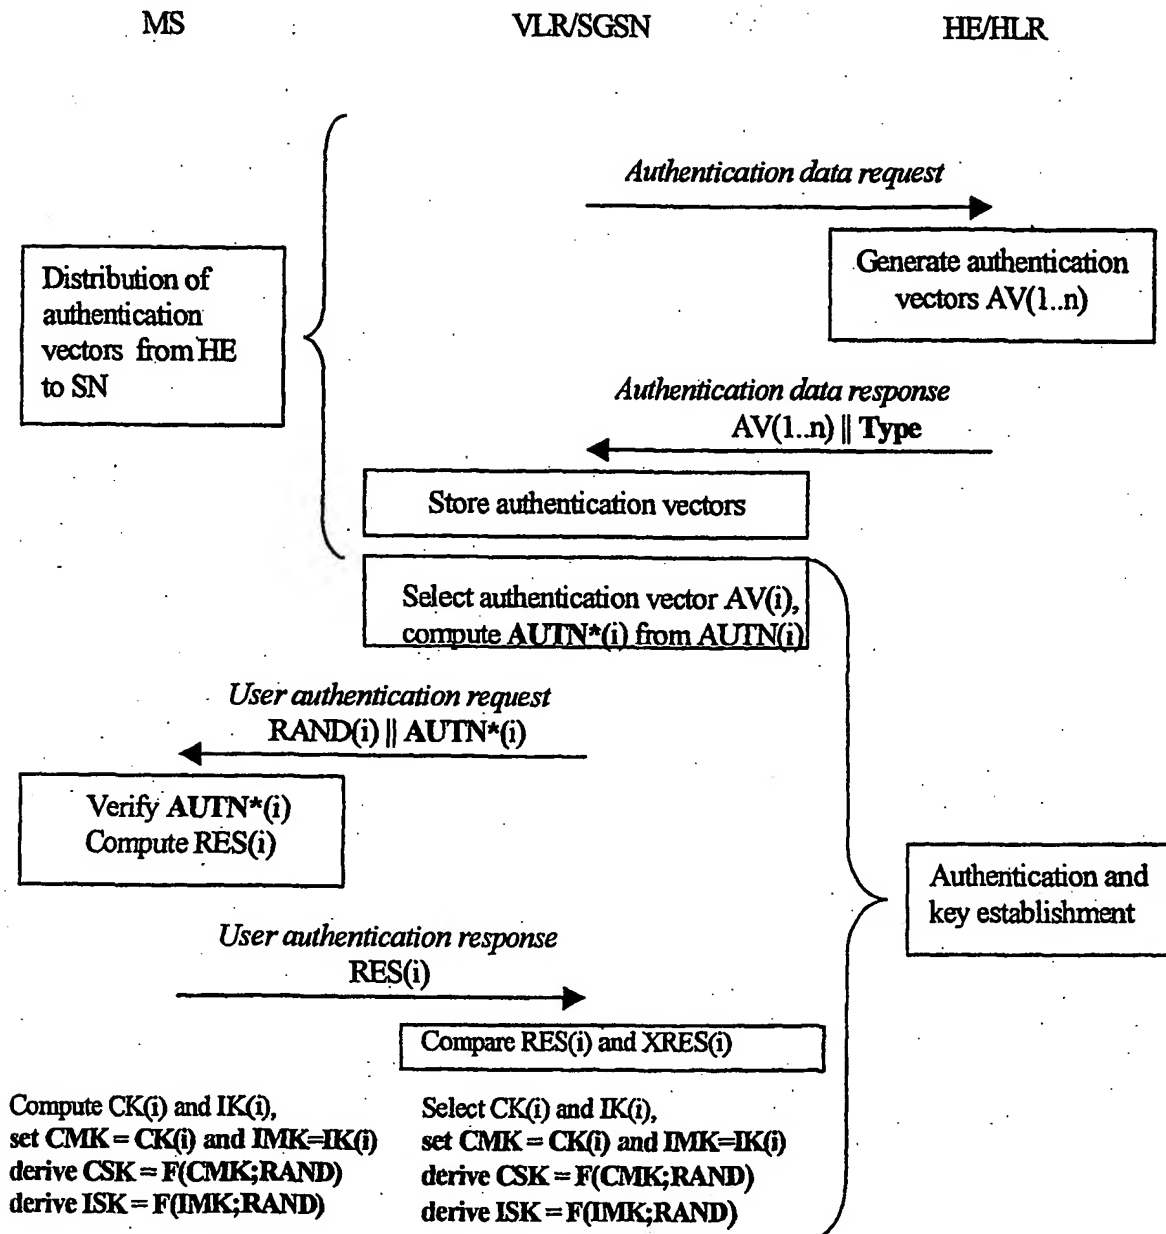 MS
VLR/SGSN
HE/HLR
Authentication data request
Distribution of
authentication
vectors from HE
to SN
Generate authentication
vectors AV(1..n)
Authentication data response
AV(1..n) || Type
Store authentication vectors
Select authentication vector AV(i),
compute AUTN*(i) from AUTN(i)
User authentication request
RAND(i) || AUTN*(i)
Verify AUTN*(i)
Compute RES(i)
Authentication and
key establishment
User authentication response
RES(i)
Compare RES(i) and XRES(i)
Compute CK(i) and IK(i),
set CMK = CK(i) and IMK=IK(i)
derive CSK = F(CMK;RAND)
derive ISK = F(IMK;RAND)
Select CK(i) and IK(i),
set CMK = CK(i) and IMK=IK(i)
derive CSK = F(CMK;RAND)
derive ISK = F(IMK;RAND)